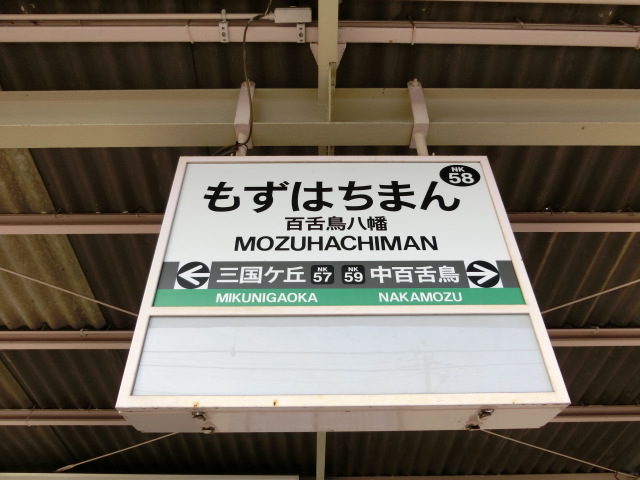 NK
58
もずはちまん
百舌鳥八幡
MOZUHACHIMAN
三国ケ丘 NK 57 NK 59 中百舌鳥
MIKUNIGAOKA NAKAMOZU